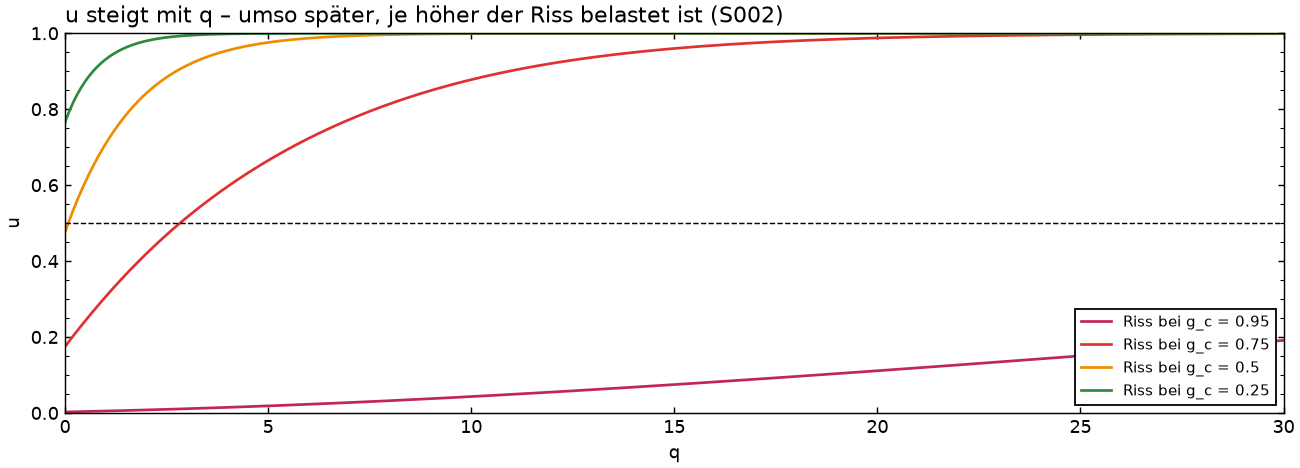 u steigt mit q – umso später, je höher der Riss belastet ist (S002)
1.0
0.8
0.6
0.4
0.2
0.0
u
0 5 10 15 20 25 30
q
Riss bei g_c = 0.95
Riss bei g_c = 0.75
Riss bei g_c = 0.5
Riss bei g_c = 0.25